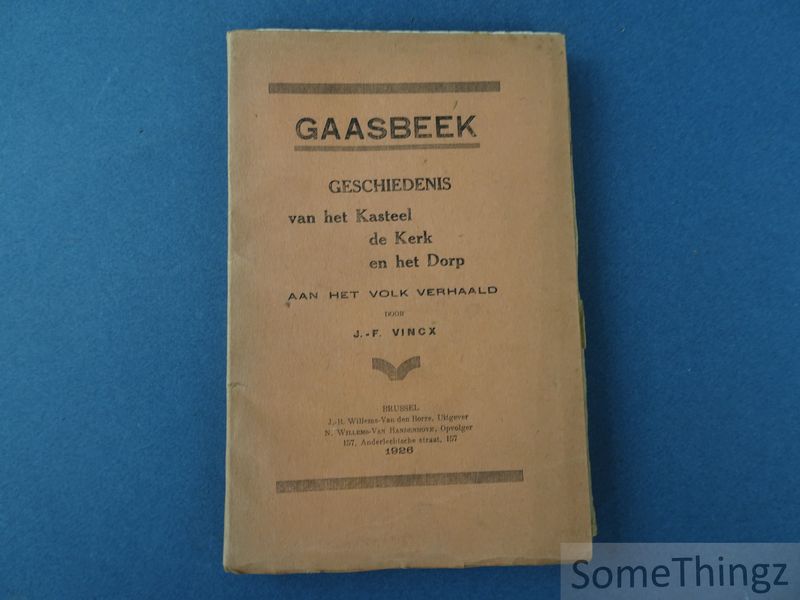 GAASBEEK
GESCHIEDENIS
van het Kasteel
de Kerk
en het Dorp
AAN HET VOLK VERHAALD
DOOR
J.-F. VINCX
BRUSSEL
J.-B. Willems-Van den Borre, Uitgever
N. WILLEMS-VAN Opvolger
157, Anderlechtsche straat, 157
1926
SomeThingz